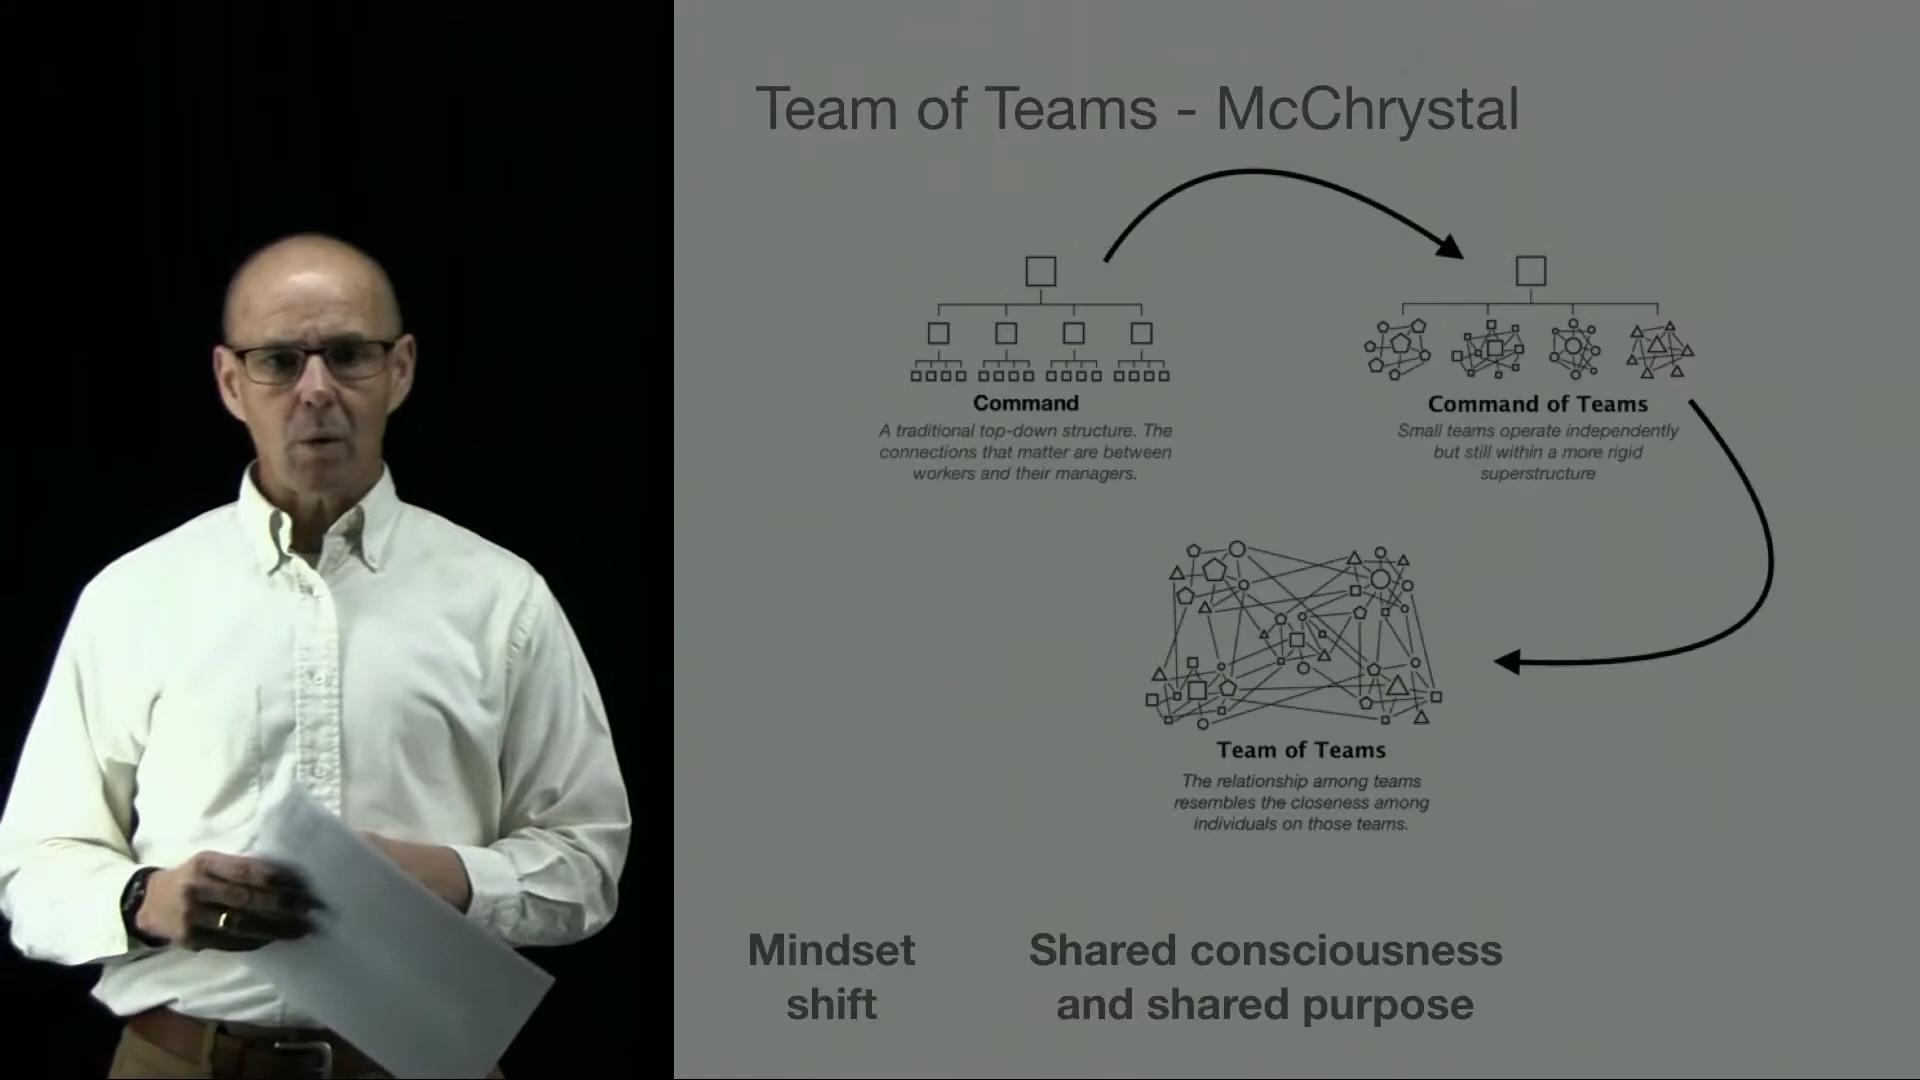 Team of Teams - McChrystal
Command
A traditional top-down structure. The
connections that matter are between
workers and their managers.
Command of Teams
Small teams operate independently
but still within a more rigid
superstructure
Team of Teams
The relationship among teams
resembles the closeness among
individuals on those teams.
Mindset
shift
Shared consciousness
and shared purpose